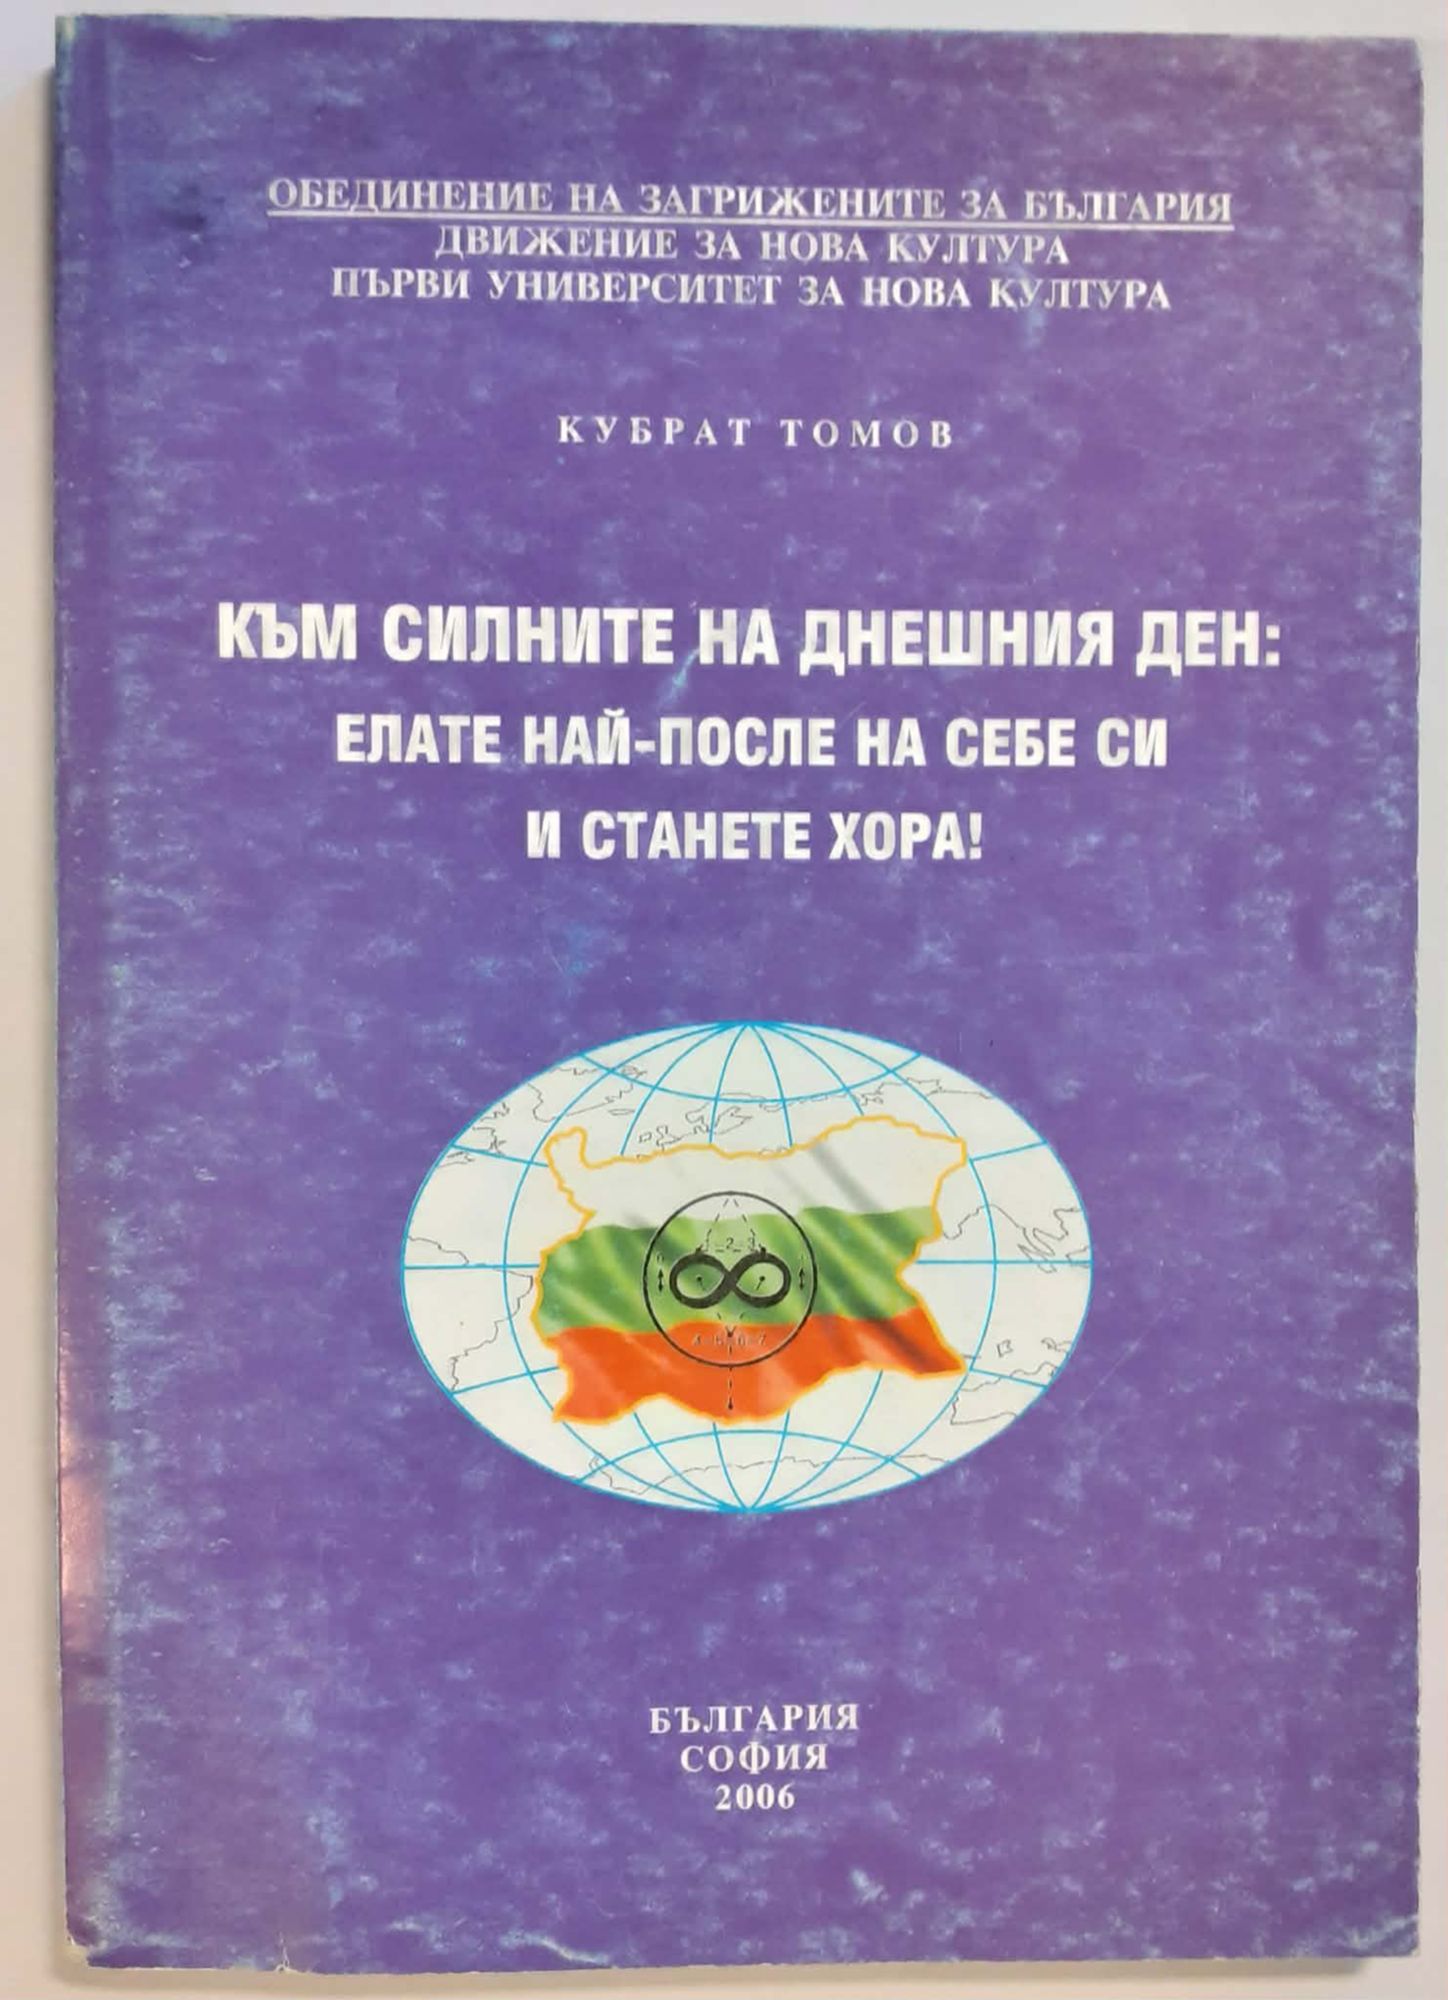 ОБЕДИНЕНИЕ НА ЗАГРИЖЕНИТЕ ЗА БЪЛГАРИЯ
ДВИЖЕНИЕ ЗА НОВА КУЛТУРА
ПЪРВИ УНИВЕРСИТЕТ ЗА НОВА КУЛТУРА
КУБРАТ ТОМОВ
КЪМ СИЛНИТЕ НА ДНЕШНИЯ ДЕН:
ЕЛАТЕ НАЙ-ПОСЛЕ НА СЕБЕ СИ
И СТАНЕТЕ ХОРА!
БЪЛГАРИЯ
СОФИЯ
2006